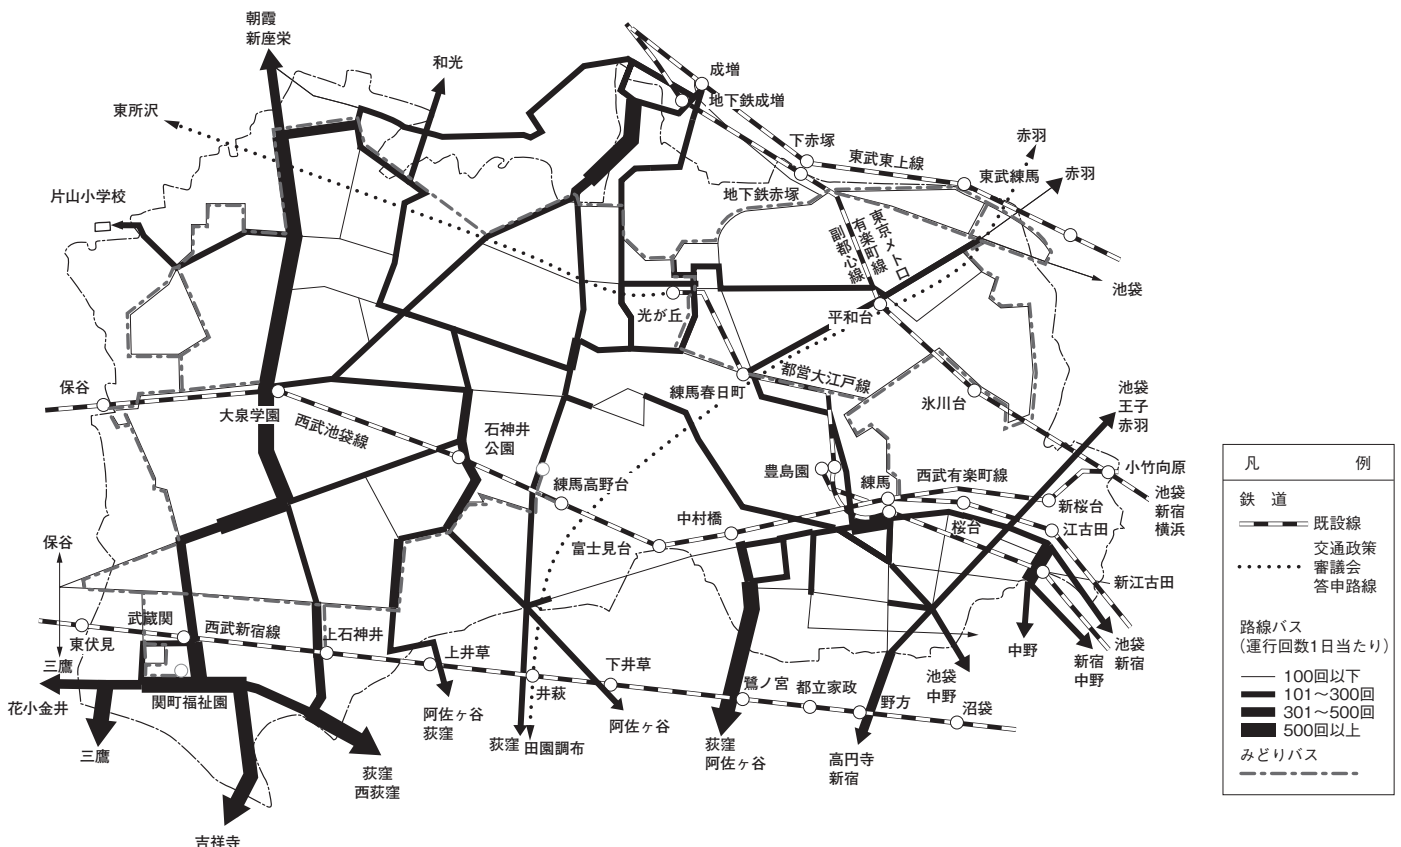 朝霞
新座栄
和光
東所沢
片山小学校
成増
地下鉄成増
下赤塚
東武東上線
赤羽
東武練馬
赤羽
地下鉄赤塚
東京メトロ
有楽町線
副都心線
池袋
光が丘
平和台
保谷
大泉学園
西武池袋線
石神井
公園
練馬春日町
都営大江戸線
氷川台
池袋
王子
赤羽
豊島園
練馬
西武有楽町線
小竹向原
練馬高野台
中村橋
新桜台
池袋
新宿
横浜
富士見台
桜台
江古田
保谷
新江古田
武蔵関
西武新宿線
上石神井
東伏見
三鷹
上井草
下井草
中野
新宿
中野
池袋
新宿
花小金井
関町福祉園
井荻
鷺ノ宮
都立家政
池袋
中野
野方
沼袋
三鷹
阿佐ヶ谷
荻窪
荻窪
田園調布
阿佐ヶ谷
荻窪
阿佐ヶ谷
高円寺
新宿
荻窪
西荻窪
吉祥寺
凡 例
鉄 道
既設線
交通政策
審議会
答申路線
路線バス
(運行回数1日当たり)
100回以下
101〜300回
301〜500回
500回以上
みどりバス